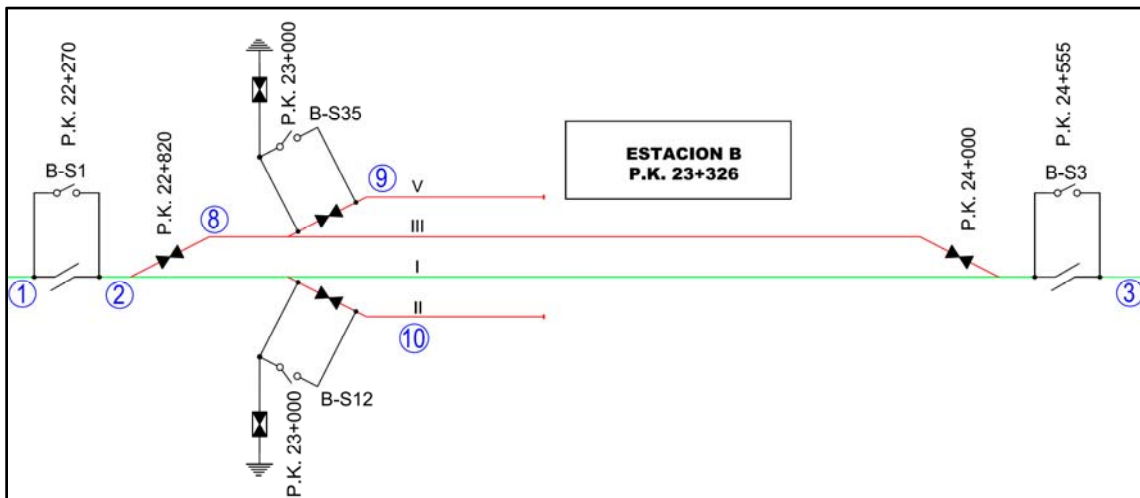 P.K. 22+270
B-S1
P.K. 22+820
P.K. 23+000
B-S35
ESTACION B
P.K. 23+326
P.K. 24+000
P.K. 24+555
B-S3
9
V
8
III
I
1
2
3
II
10
B-S12
P.K. 23+000